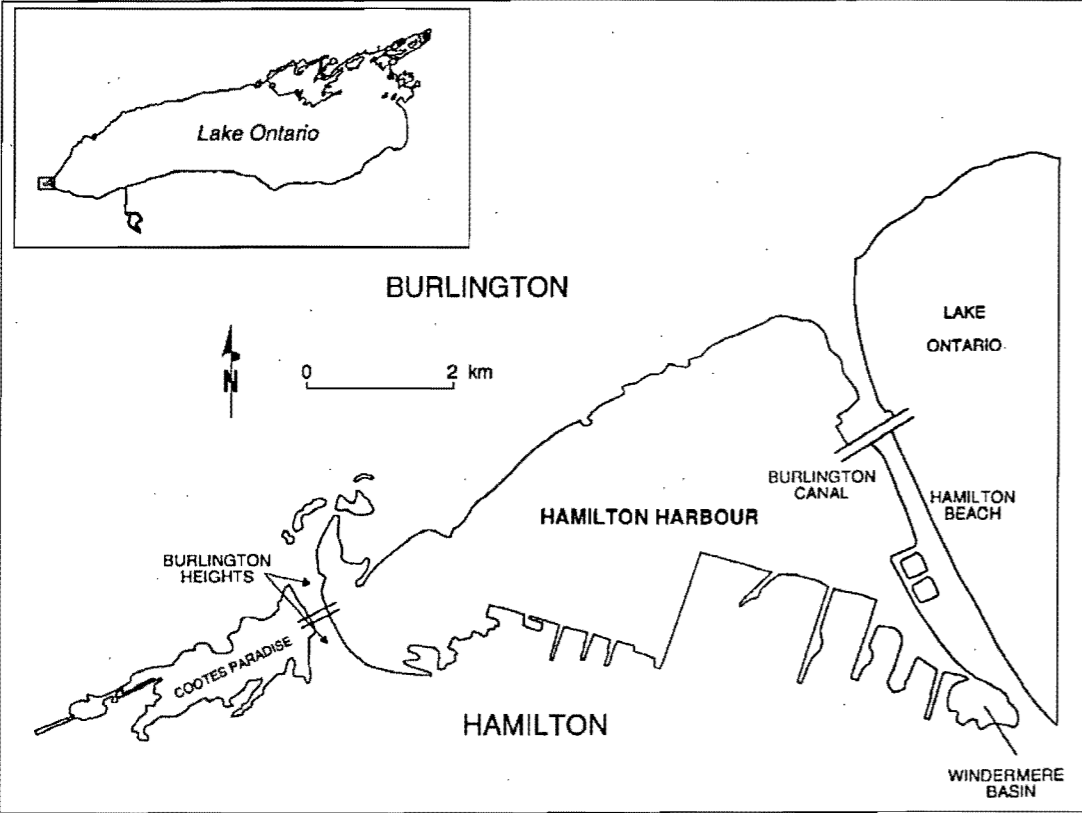 Lake Ontario
BURLINGTON
LAKE
ONTARIO
N
0 2 km
BURLINGTON
CANAL
HAMILTON
BEACH
HAMILTON HARBOUR
BURLINGTON
HEIGHTS
COOTES PARADISE
HAMILTON
WINDERMERE
BASIN